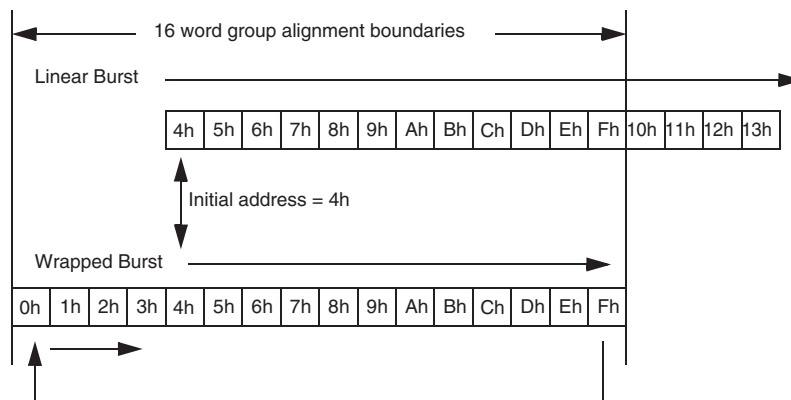 16 word group alignment boundaries
Linear Burst
4h 5h 6h 7h 8h 9h Ah Bh Ch Dh Eh Fh 10h 11h 12h 13h
Initial address = 4h
Wrapped Burst
0h 1h 2h 3h 4h 5h 6h 7h 8h 9h Ah Bh Ch Dh Eh Fh